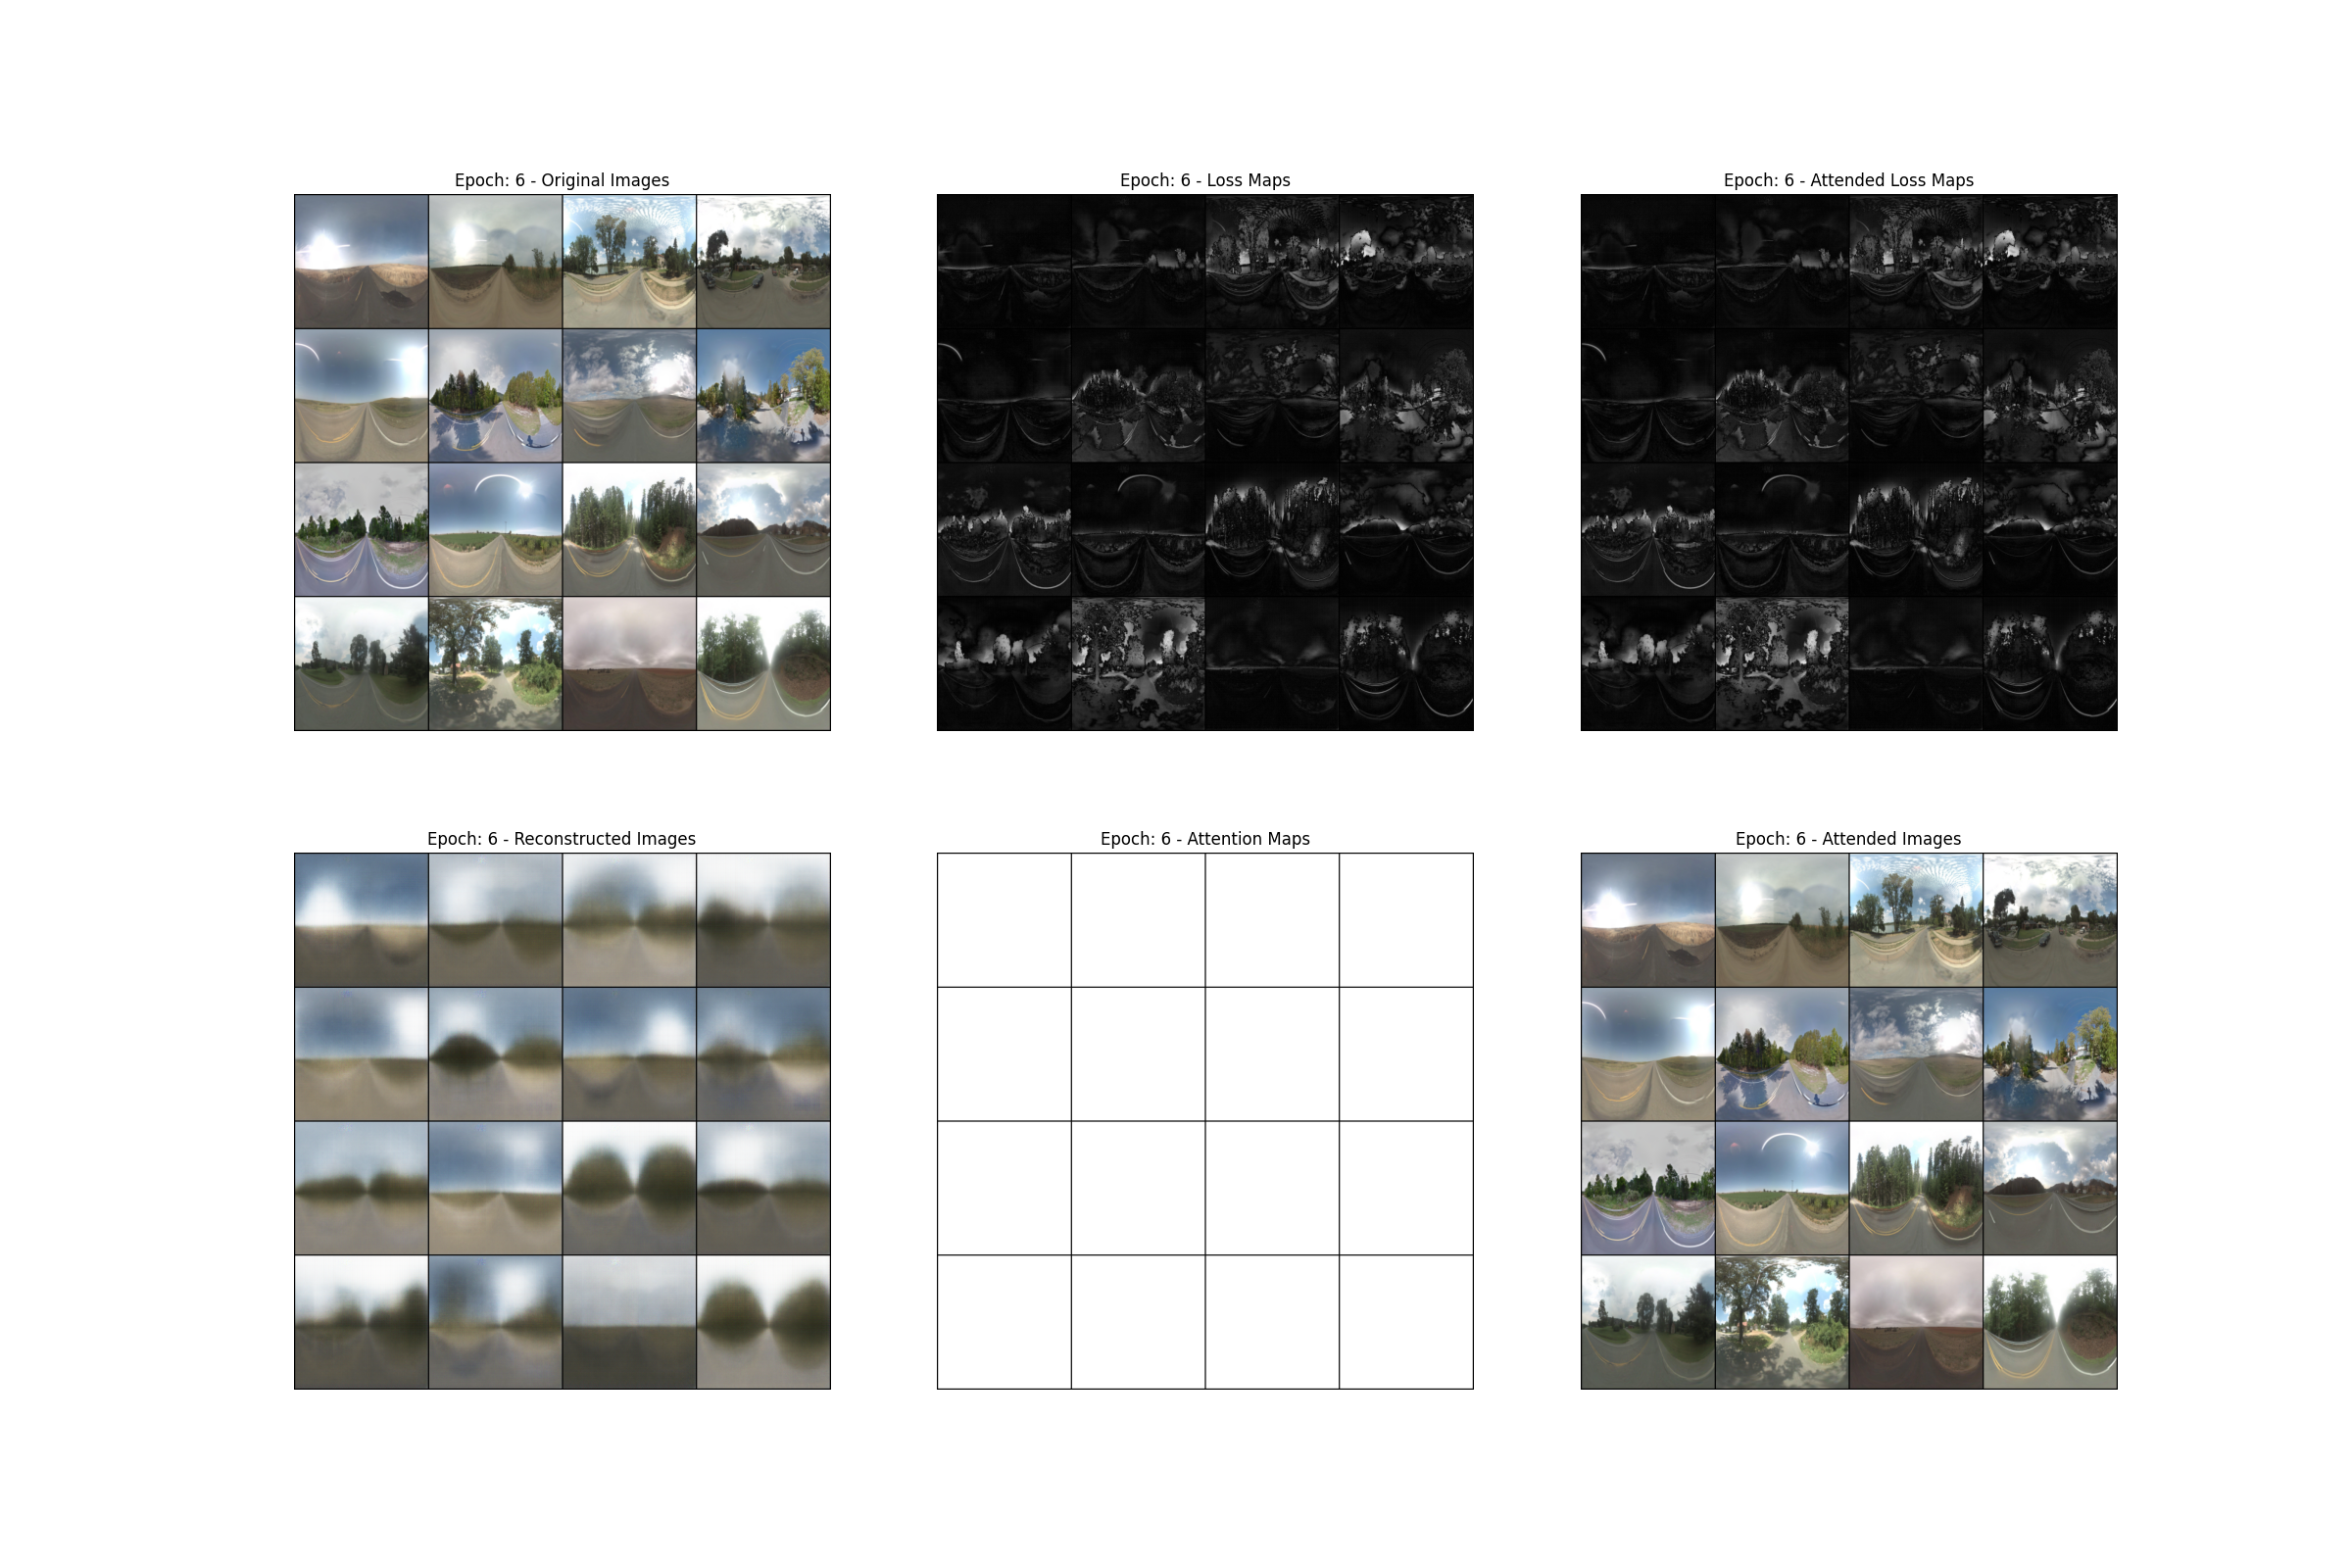 Epoch: 6 - Original Images
Epoch: 6 - Loss Maps
Epoch: 6 - Attended Loss Maps
Epoch: 6 - Reconstructed Images
Epoch: 6 - Attention Maps
Epoch: 6 - Attended Images